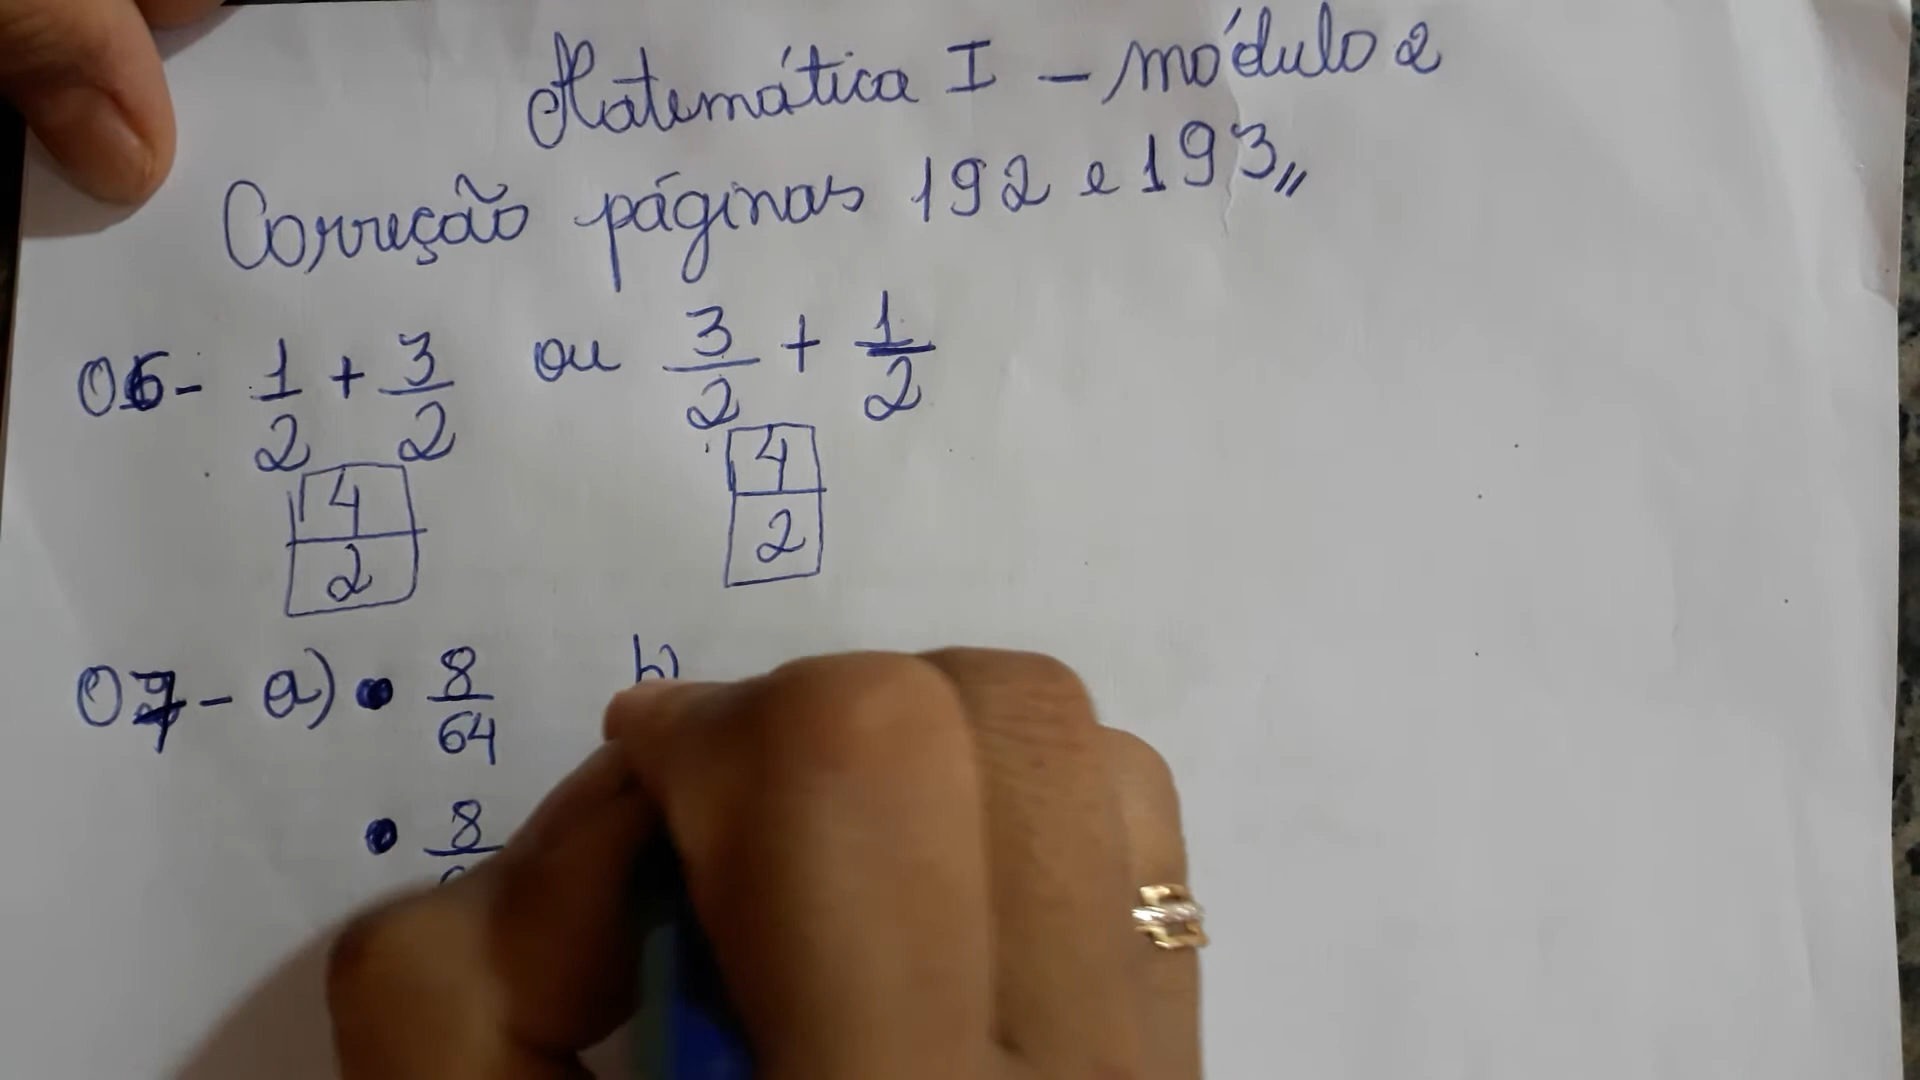 Matemática I - módulo 2
Correção páginas 192 e 193,,
06- 1/2 + 3/2 ou 3/2 + 1/2
4/2 4/2
07- a) • 8/64 b)
• 8